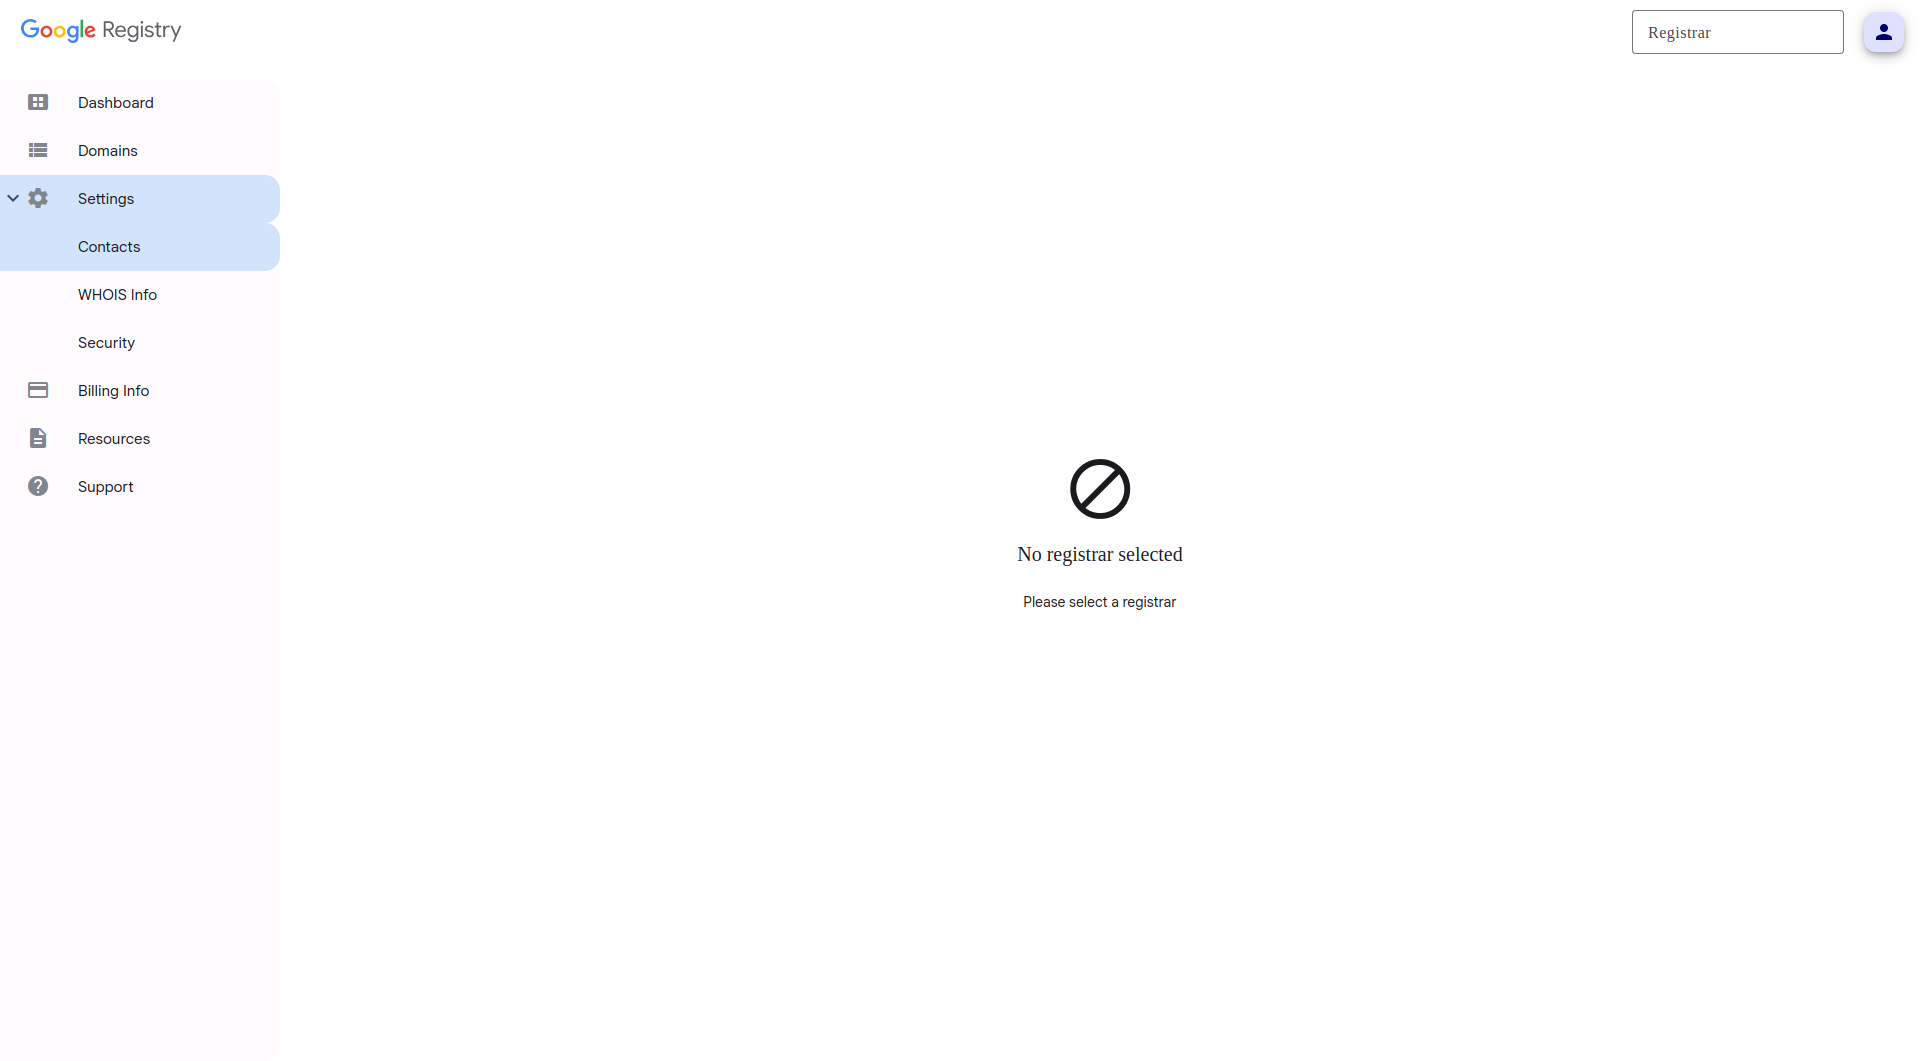 Google Registry
Registrar
Dashboard
Domains
Settings
Contacts
WHOIS Info
Security
Billing Info
Resources
Support
No registrar selected
Please select a registrar